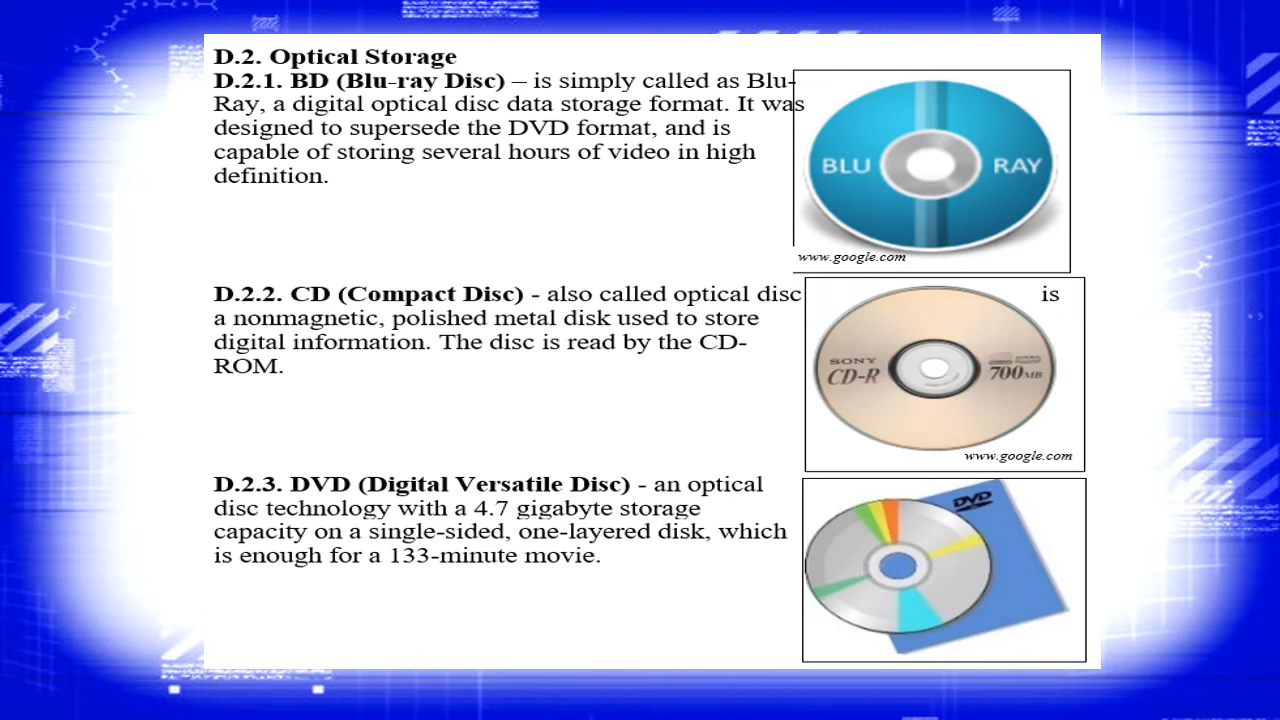 D.2. Optical Storage
D.2.1. BD (Blu-ray Disc) – is simply called as Blu-
Ray, a digital optical disc data storage format. It was
designed to supersede the DVD format, and is
capable of storing several hours of video in high
definition.
BLU RAY
www.google.com
D.2.2. CD (Compact Disc) - also called optical disc is
a nonmagnetic, polished metal disk used to store
digital information. The disc is read by the CD-
ROM.
SONY
CD-R 700MB
www.google.com
D.2.3. DVD (Digital Versatile Disc) - an optical
disc technology with a 4.7 gigabyte storage
capacity on a single-sided, one-layered disk, which
is enough for a 133-minute movie.
DVD